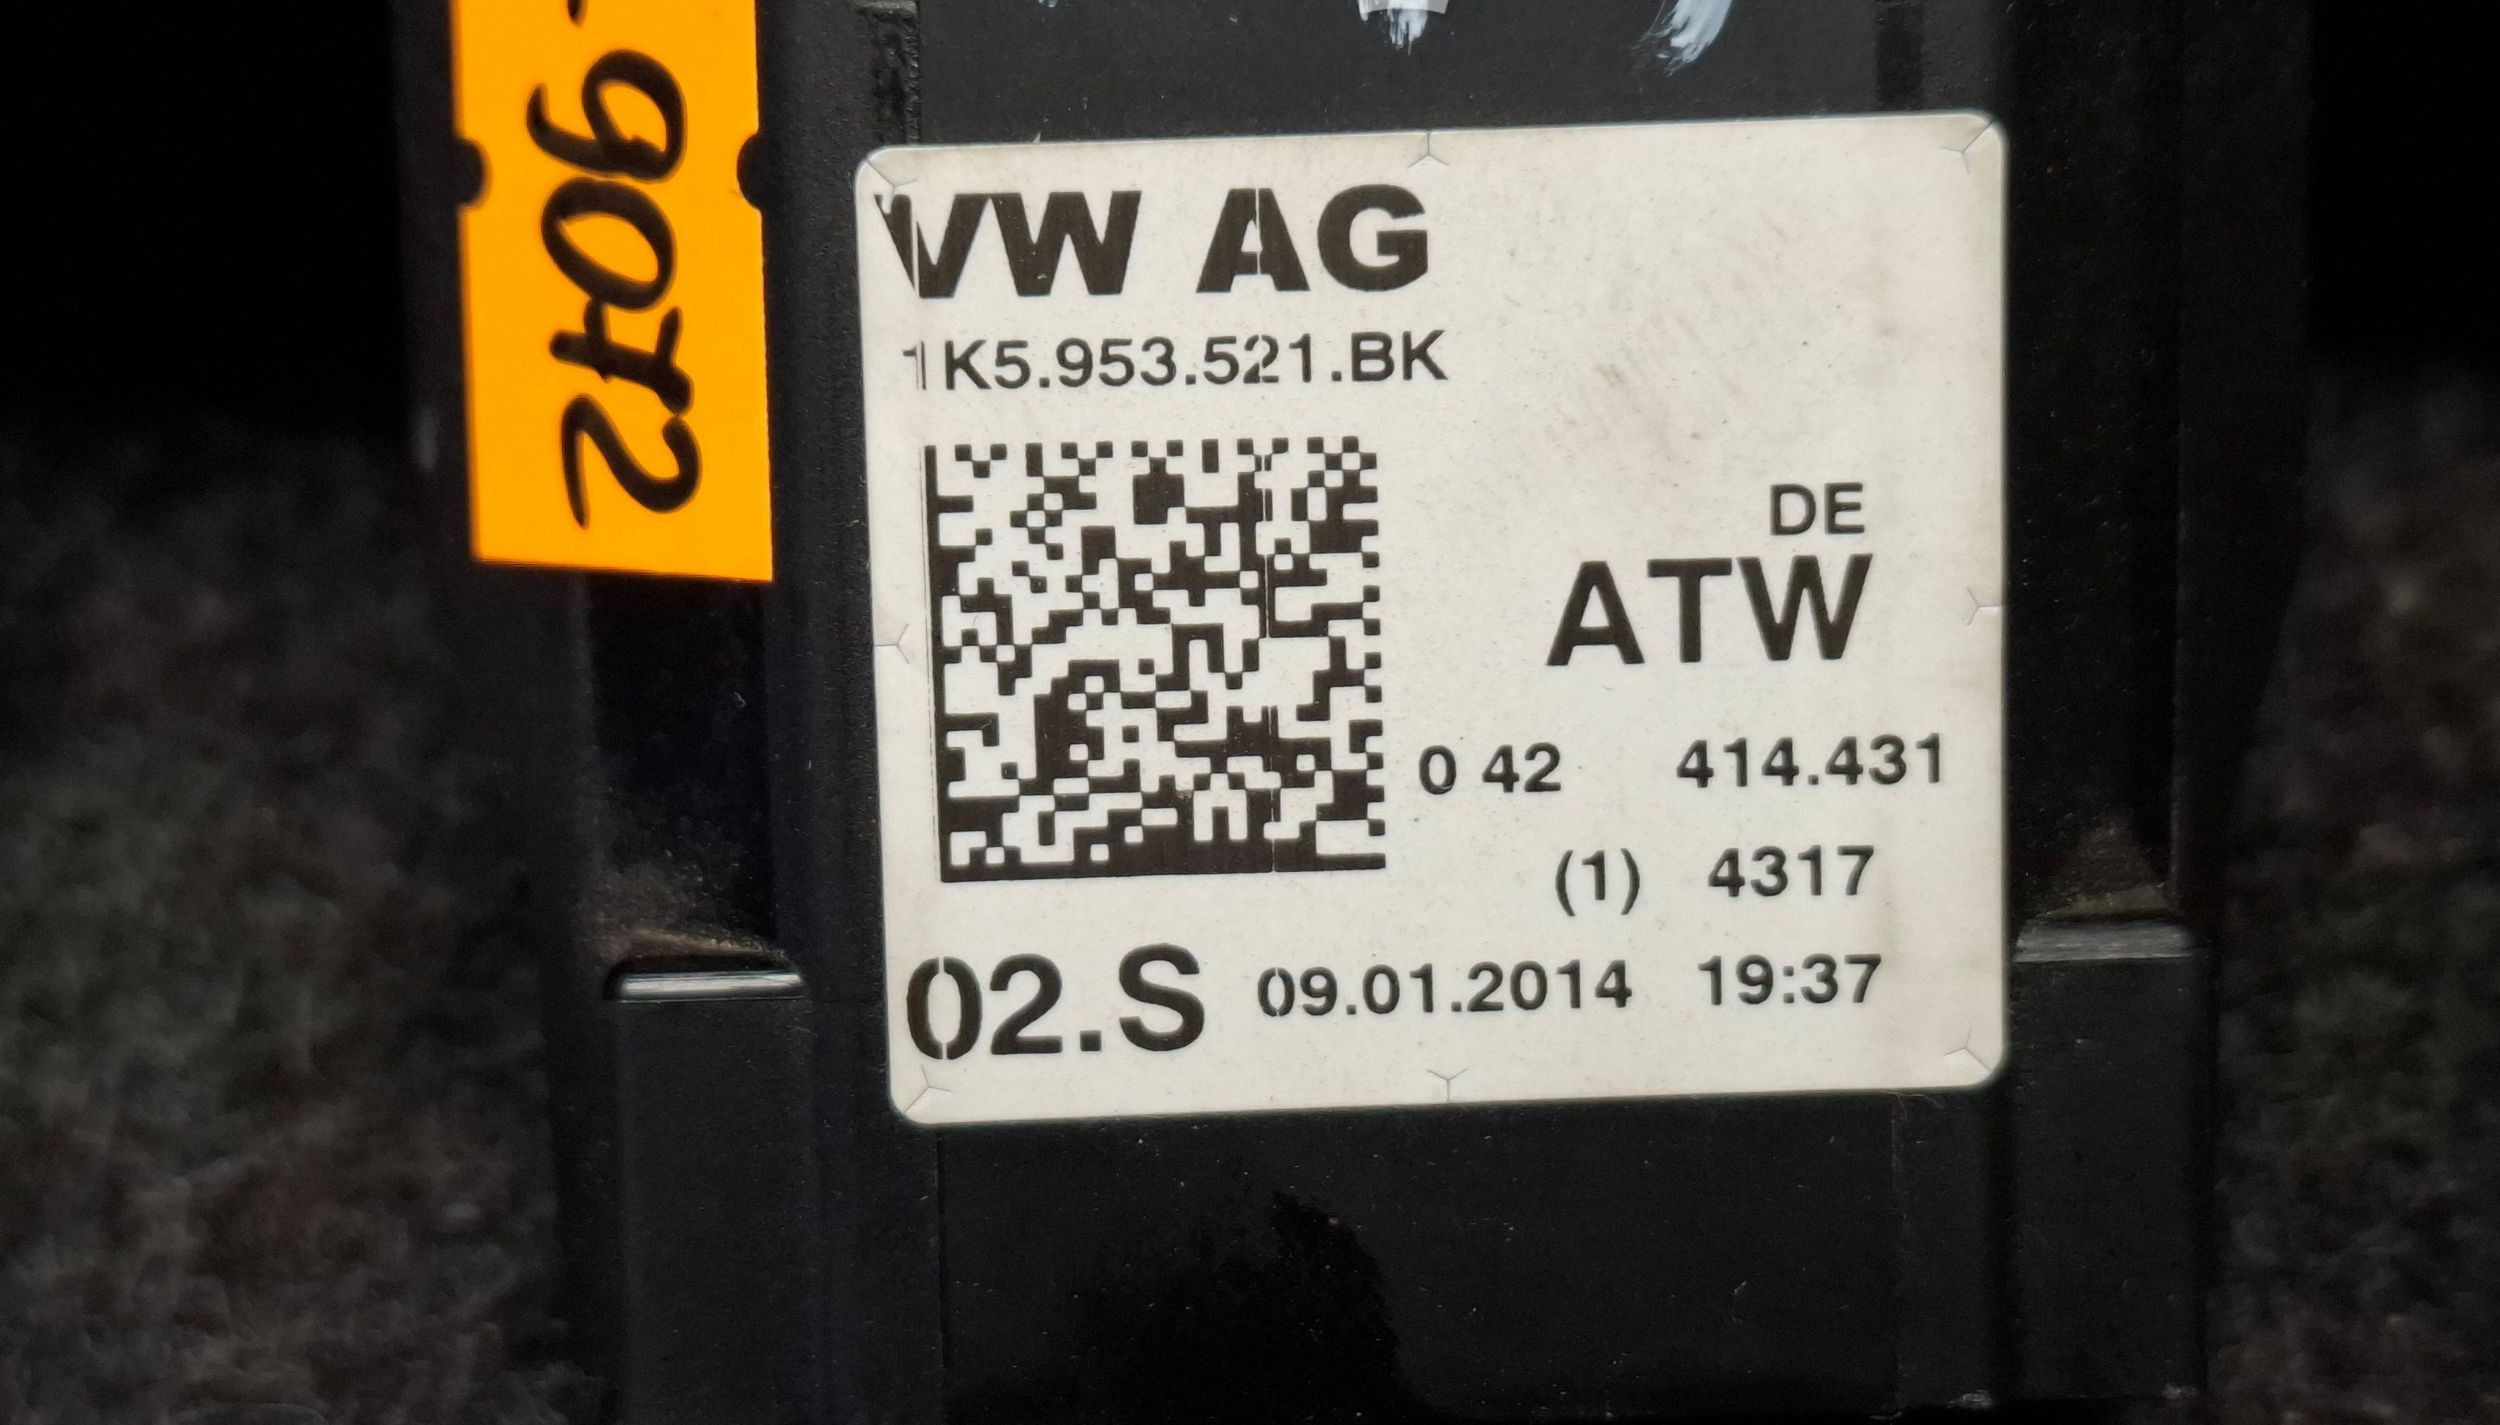 9072
VW AG
1K5.953.521.BK
DE
ATW
0 42 414.431
(1) 4317
02.S 09.01.2014 19:37